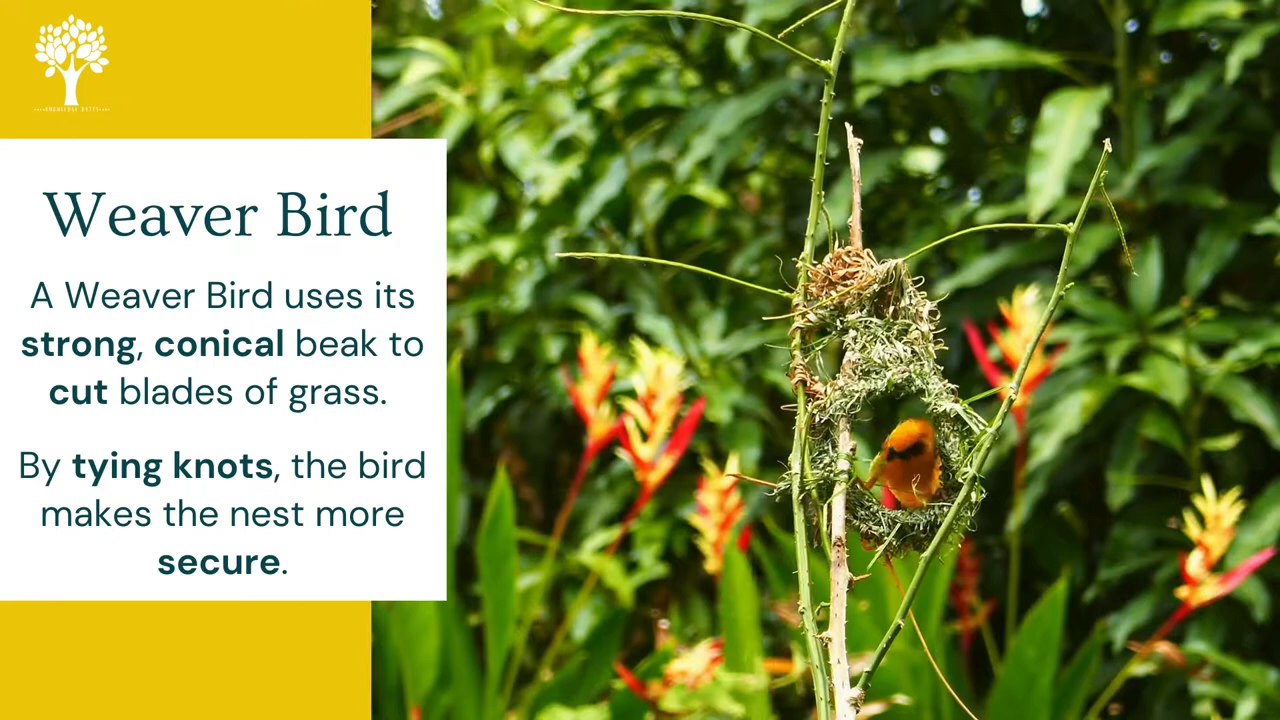 Weaver Bird
A Weaver Bird uses its
strong, conical beak to
cut blades of grass.
By tying knots, the bird
makes the nest more
secure.